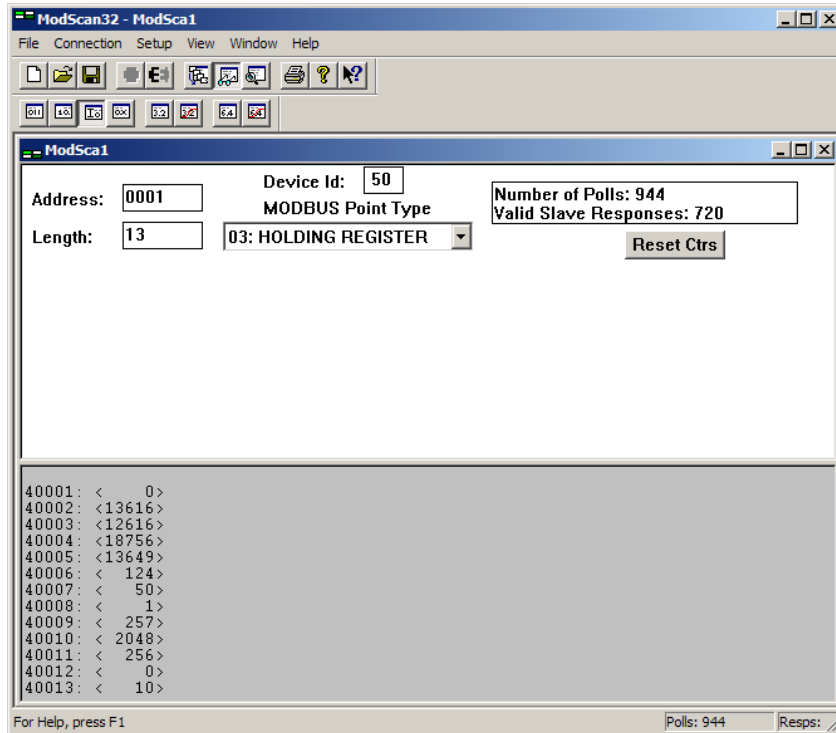 ModScan32 - ModSca1
File Connection Setup View Window Help
ModSca1
Address: 0001
Device Id: 50
MODBUS Point Type
Number of Polls: 944
Valid Slave Responses: 720
Length: 13
03: HOLDING REGISTER
Reset Ctrs
40001: <    0>
40002: <13616>
40003: <12616>
40004: <18756>
40005: <13649>
40006: <  124>
40007: <   50>
40008: <    1>
40009: <  257>
40010: < 2048>
40011: <  256>
40012: <    0>
40013: <   10>
For Help, press F1
Polls: 944
Resps: